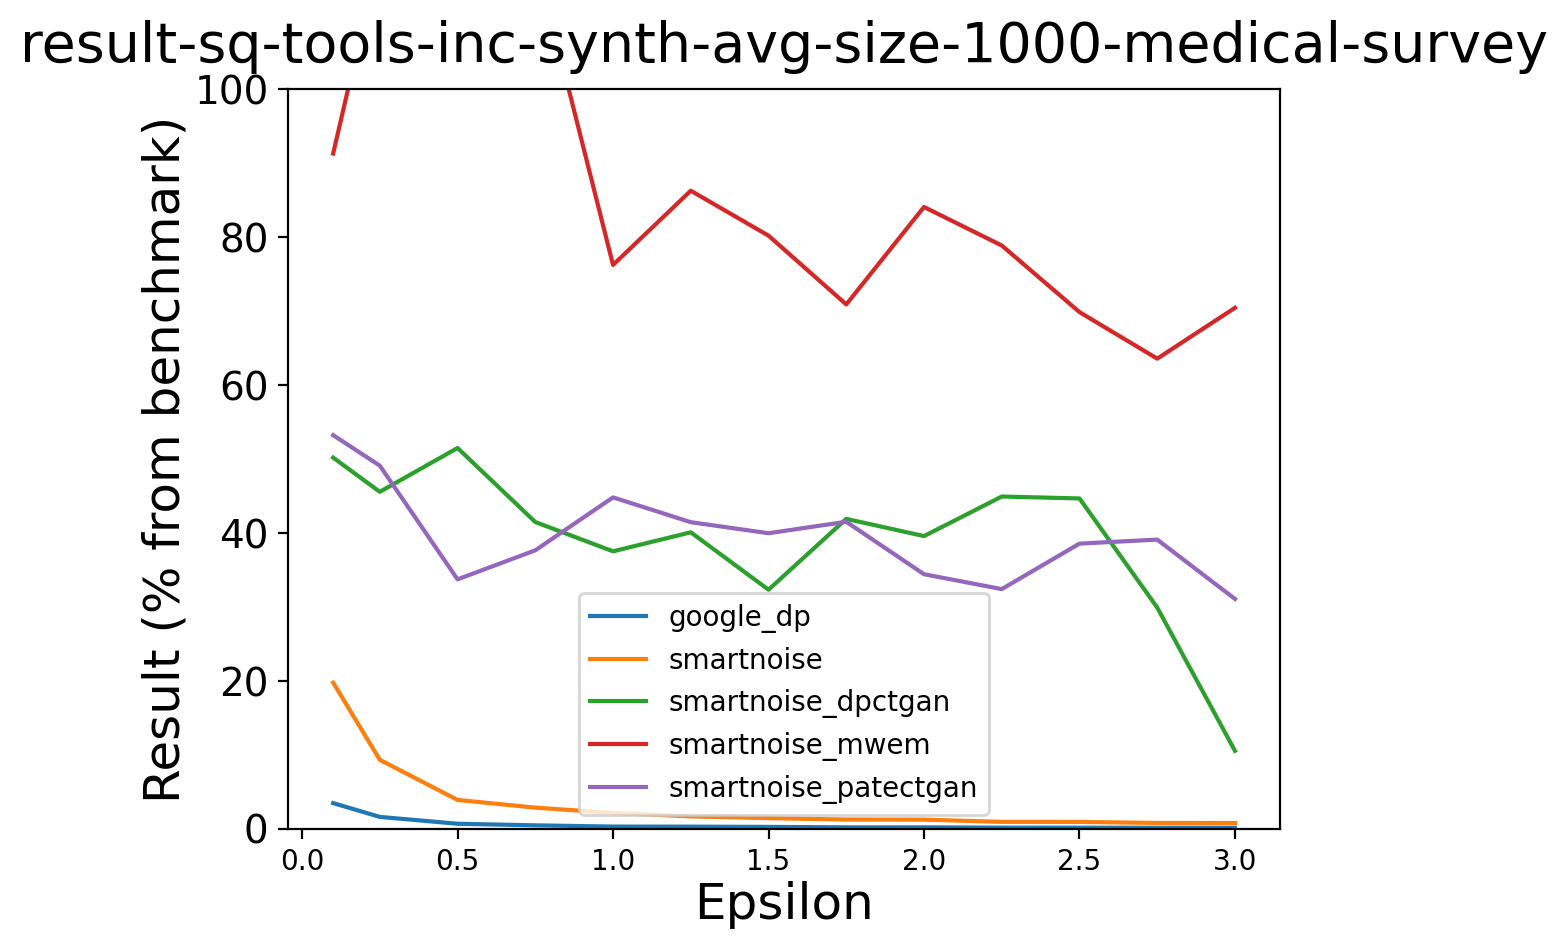 result-sq-tools-inc-synth-avg-size-1000-medical-survey
Result (% from benchmark)
100
80
60
40
20
0
google_dp
smartnoise
smartnoise_dpctgan
smartnoise_mwem
smartnoise_patectgan
0.0 0.5 1.0 1.5 2.0 2.5 3.0
Epsilon